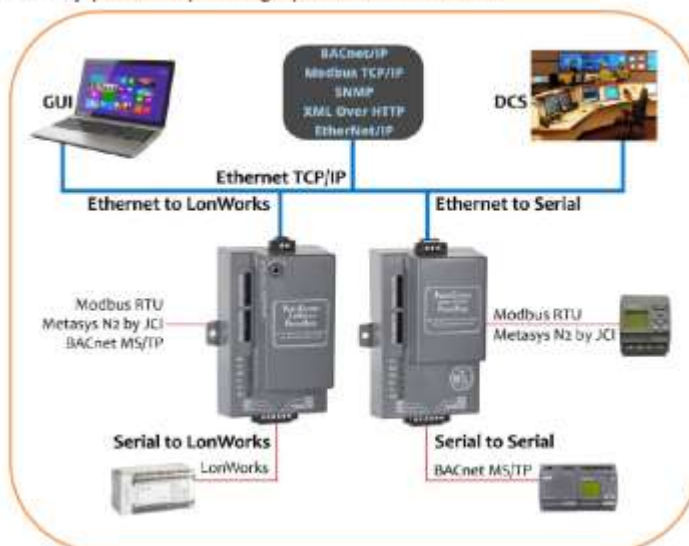 BACnet/IP
Modbus TCP/IP
SNMP
XML Over HTTP
EtherNet/IP
GUI
DCS
Ethernet TCP/IP
Ethernet to LonWorks
Ethernet to Serial
Modbus RTU
Metasys N2 by JCI
BACnet MS/TP
Modbus RTU
Metasys N2 by JCI
Serial to LonWorks
LonWorks
Serial to Serial
BACnet MS/TP